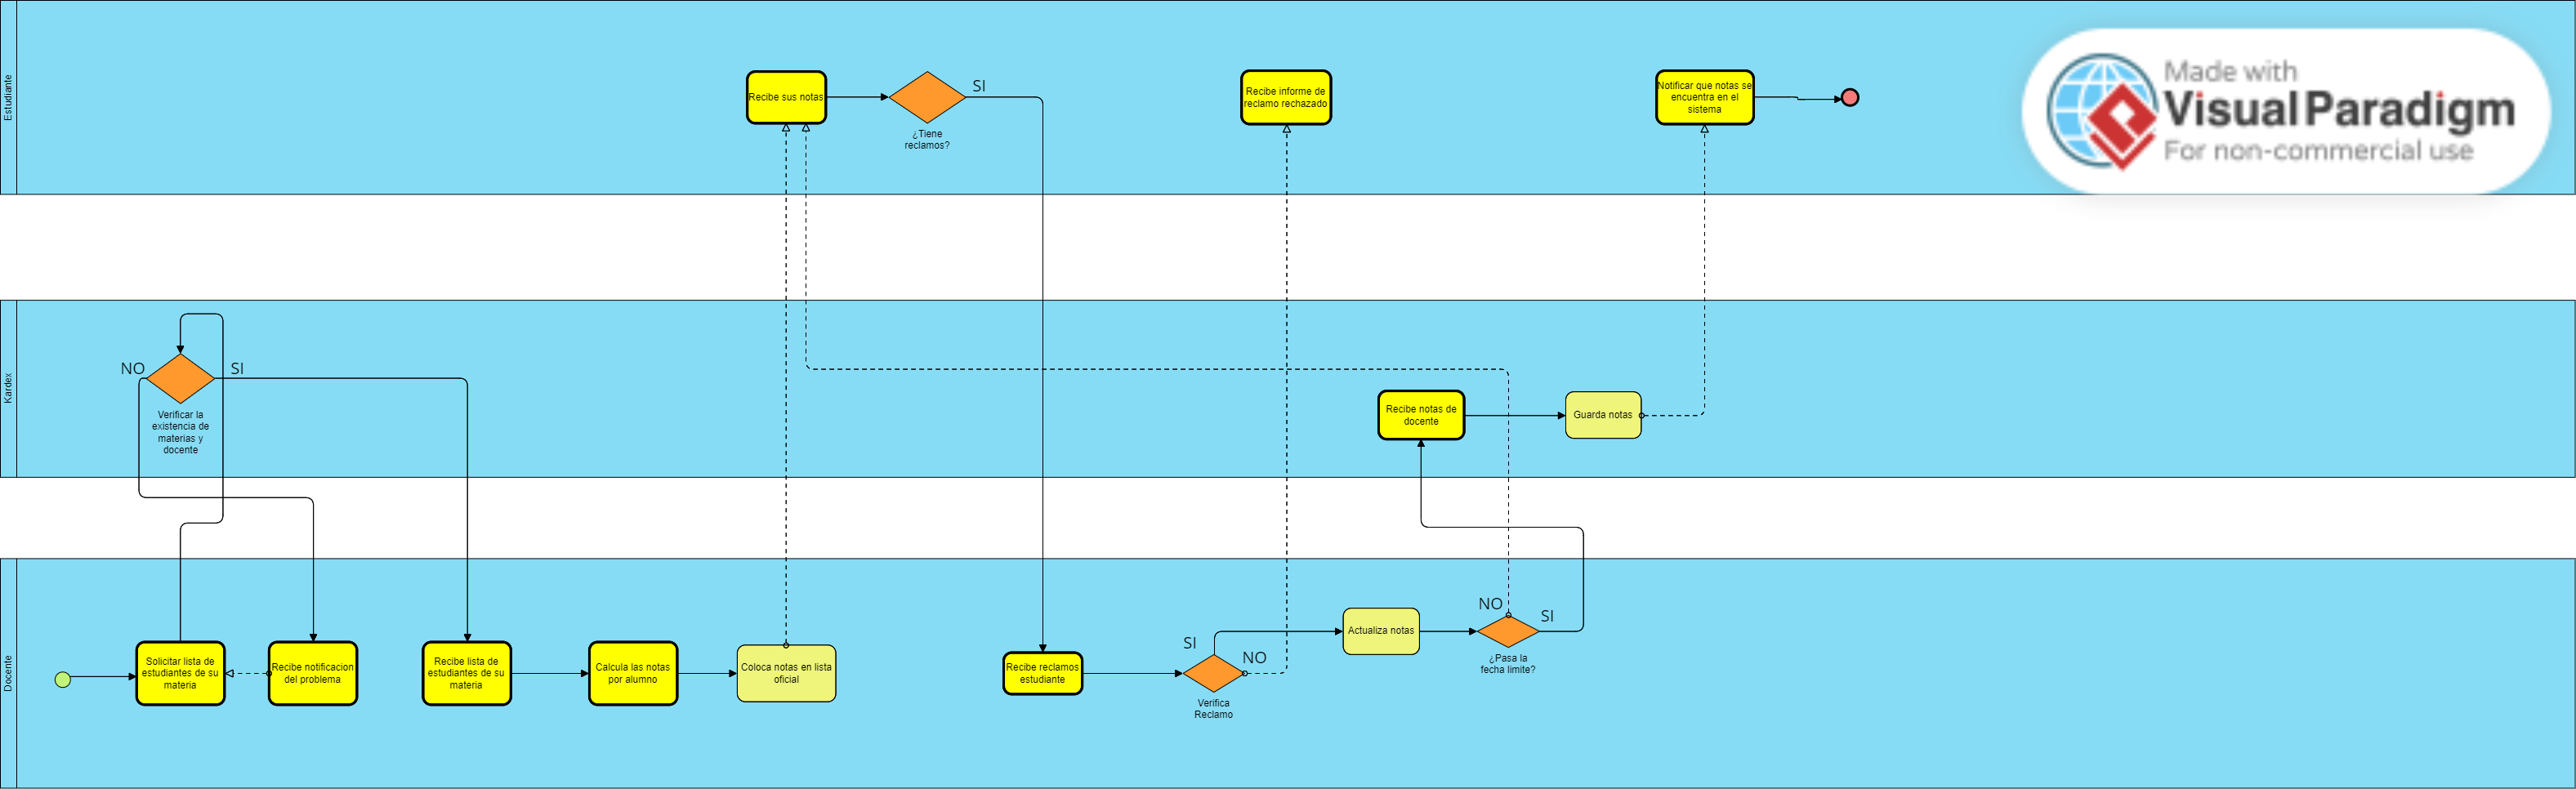 Estudiante
Recibe sus notas
¿Tiene
reclamos?
SI
Recibe informe de
reclamo rechazado
Notificar que notas se
encuentra en el
sistema
Made with
Visual Paradigm
For non-commercial use
Kardex
NO
SI
Verificar la
existencia de
materias y
docente
Recibe notas de
docente
Guarda notas
Docente
Solicitar lista de
estudiantes de su
materia
Recibe notificacion
del problema
Recibe lista de
estudiantes de su
materia
Calcula las notas
por alumno
Coloca notas en lista
oficial
Recibe reclamos
estudiante
SI
NO
Verifica
Reclamo
Actualiza notas
NO
SI
¿Pasa la
fecha limite?